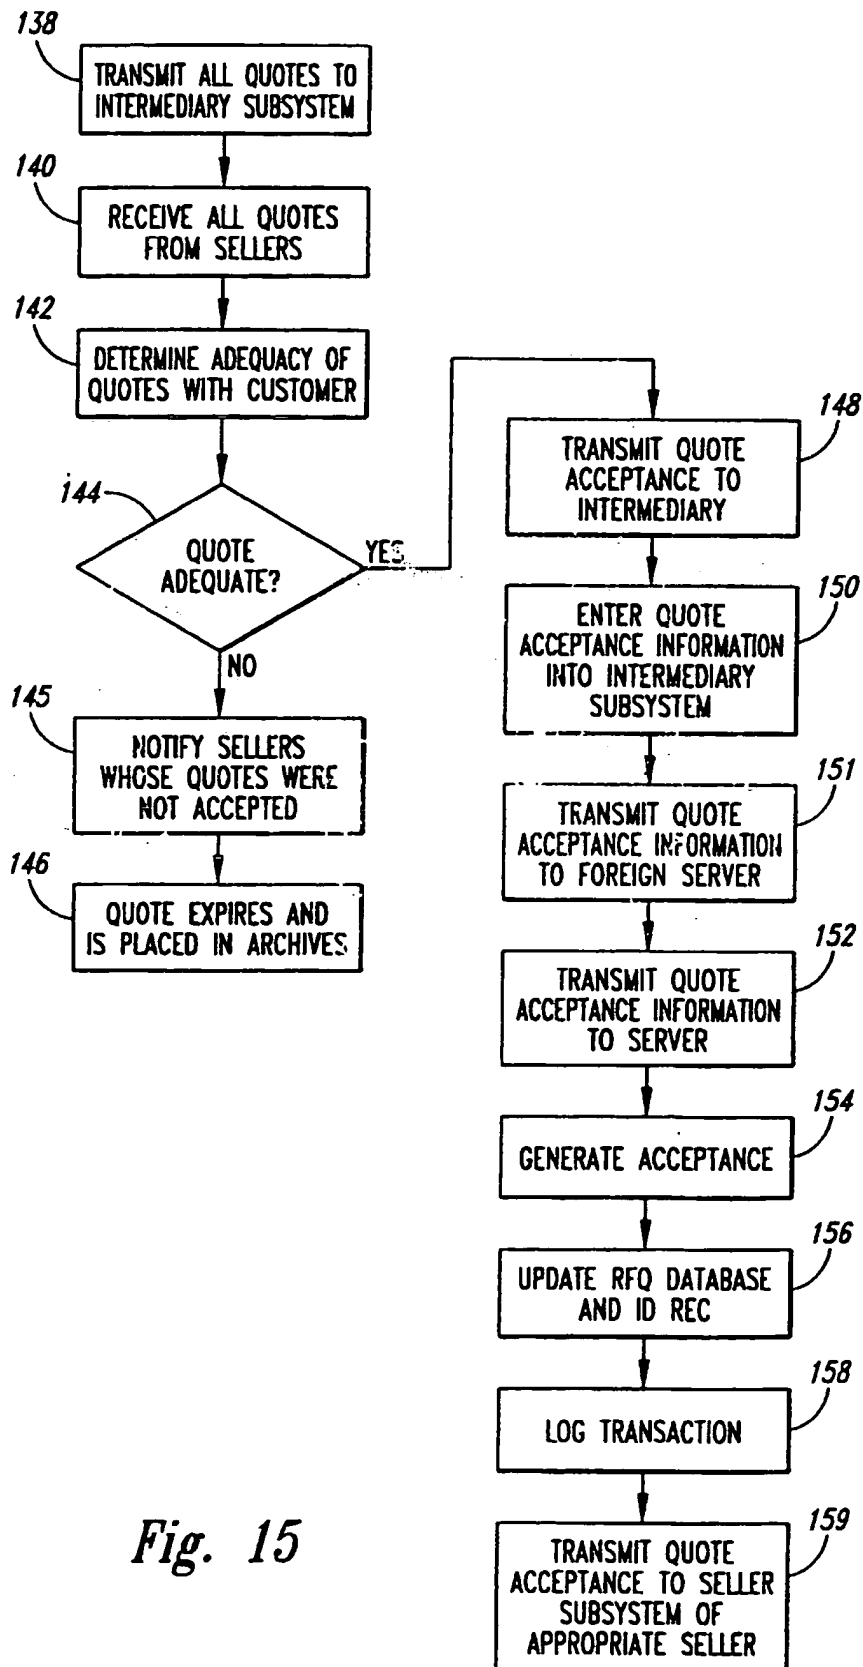 138
TRANSMIT ALL QUOTES TO
INTERMEDIARY SUBSYSTEM
140
RECEIVE ALL QUOTES
FROM SELLERS
142
DETERMINE ADEQUACY OF
QUOTES WITH CUSTOMER
144
QUOTE
ADEQUATE?
YES
NO
145
NOTIFY SELLERS
WHOSE QUOTES WERE
NOT ACCEPTED
146
QUOTE EXPIRES AND
IS PLACED IN ARCHIVES
148
TRANSMIT QUOTE
ACCEPTANCE TO
INTERMEDIARY
150
ENTER QUOTE
ACCEPTANCE INFORMATION
INTO INTERMEDIARY
SUBSYSTEM
151
TRANSMIT QUOTE
ACCEPTANCE INFORMATION
TO FOREIGN SERVER
152
TRANSMIT QUOTE
ACCEPTANCE INFORMATION
TO SERVER
154
GENERATE ACCEPTANCE
156
UPDATE RFQ DATABASE
AND ID REC
158
LOG TRANSACTION
159
TRANSMIT QUOTE
ACCEPTANCE TO SELLER
SUBSYSTEM OF
APPROPRIATE SELLER
Fig. 15